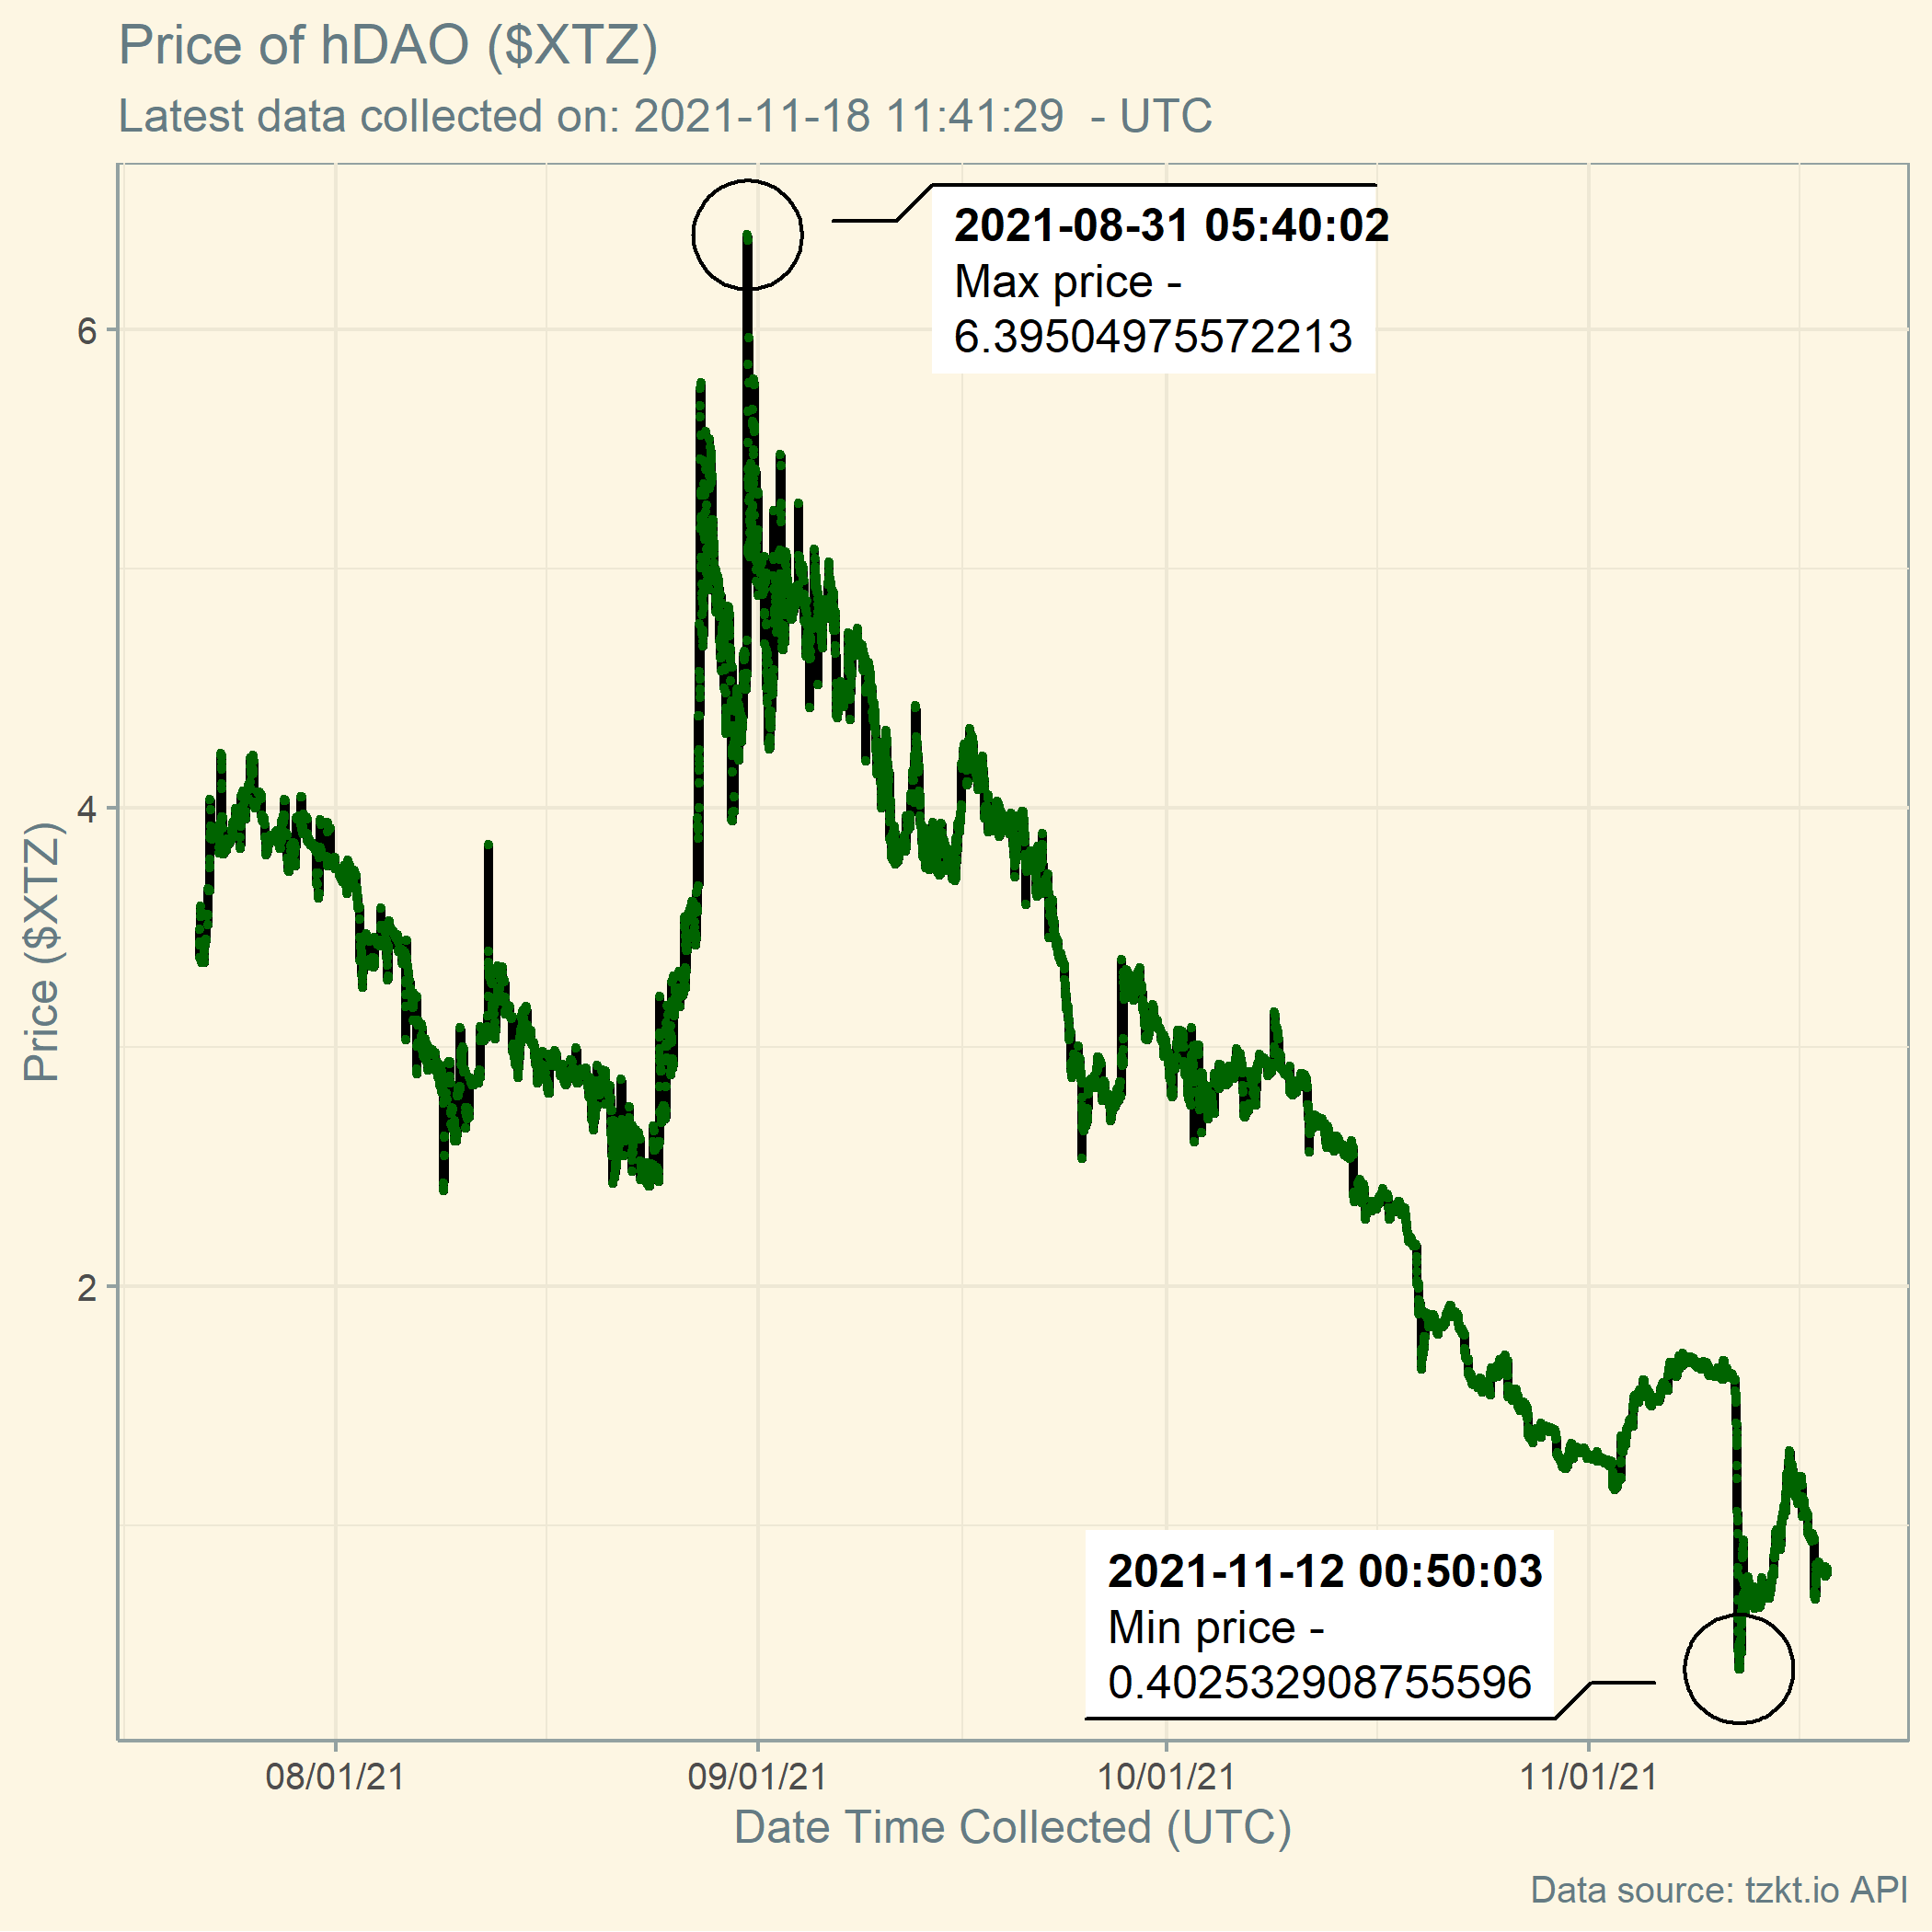 Price of hDAO ($XTZ)
Latest data collected on: 2021-11-18 11:41:29  - UTC
2021-08-31 05:40:02
Max price -
6.39504975572213
6
4
2
Price ($XTZ)
2021-11-12 00:50:03
Min price -
0.402532908755596
08/01/21
09/01/21
10/01/21
11/01/21
Date Time Collected (UTC)
Data source: tzkt.io API